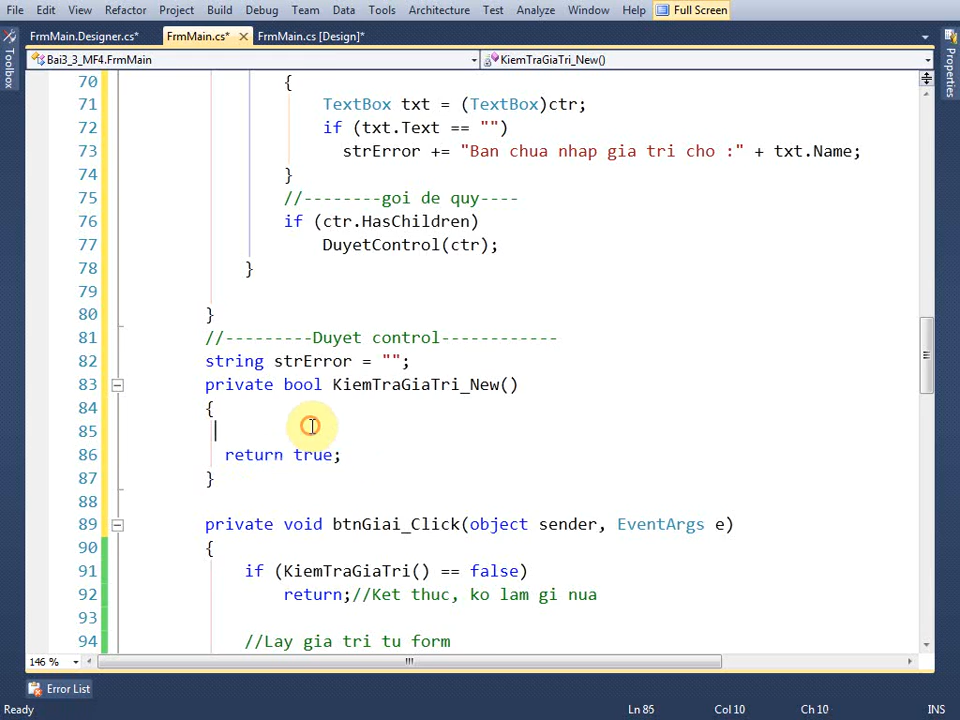 File Edit View Refactor Project Build Debug Team Data Tools Architecture Test Analyze Window Help Full Screen
FrmMain.Designer.cs* FrmMain.cs* FrmMain.cs [Design]*
Toolbox
Properties
Bai3_3_MF4.FrmMain KiemTraGiaTri_New()
70 {
71 TextBox txt = (TextBox)ctr;
72 if (txt.Text == "")
73 strError += "Ban chua nhap gia tri cho :" + txt.Name;
74 }
75 //--------goi de quy----
76 if (ctr.HasChildren)
77 DuyetControl(ctr);
78 }
79
80 }
81 //---------Duyet control------------
82 string strError = "";
83 private bool KiemTraGiaTri_New()
84 {
85
86 return true;
87 }
88
89 private void btnGiai_Click(object sender, EventArgs e)
90 {
91 if (KiemTraGiaTri() == false)
92 return;//Ket thuc, ko lam gi nua
93
94 //Lay gia tri tu form
146 %
Error List
Ready Ln 85 Col 10 Ch 10 INS